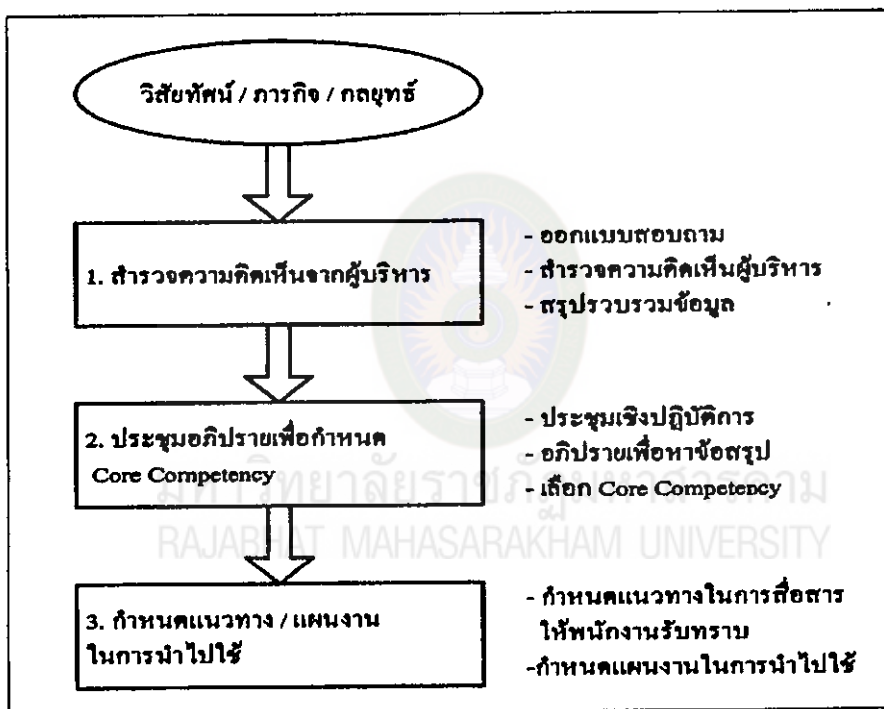 วิสัยทัศน์ / ภารกิจ / กลยุทธ์
1. สำรวจความคิดเห็นจากผู้บริหาร
- ออกแบบสอบถาม
- สำรวจความคิดเห็นผู้บริหาร
- สรุปรวบรวมข้อมูล
2. ประชุมอภิปรายเพื่อกำหนด
Core Competency
- ประชุมเชิงปฏิบัติการ
- อภิปรายเพื่อหาข้อสรุป
- เลือก Core Competency
มหาวิทยาลัยราชภัฏมหาสารคาม
RAJABHAT MAHASARAKHAM UNIVERSITY
3. กำหนดแนวทาง / แผนงาน
ในการนำไปใช้
- กำหนดแนวทางในการสื่อสาร
ให้พนักงานรับทราบ
-กำหนดแผนงานในการนำไปใช้